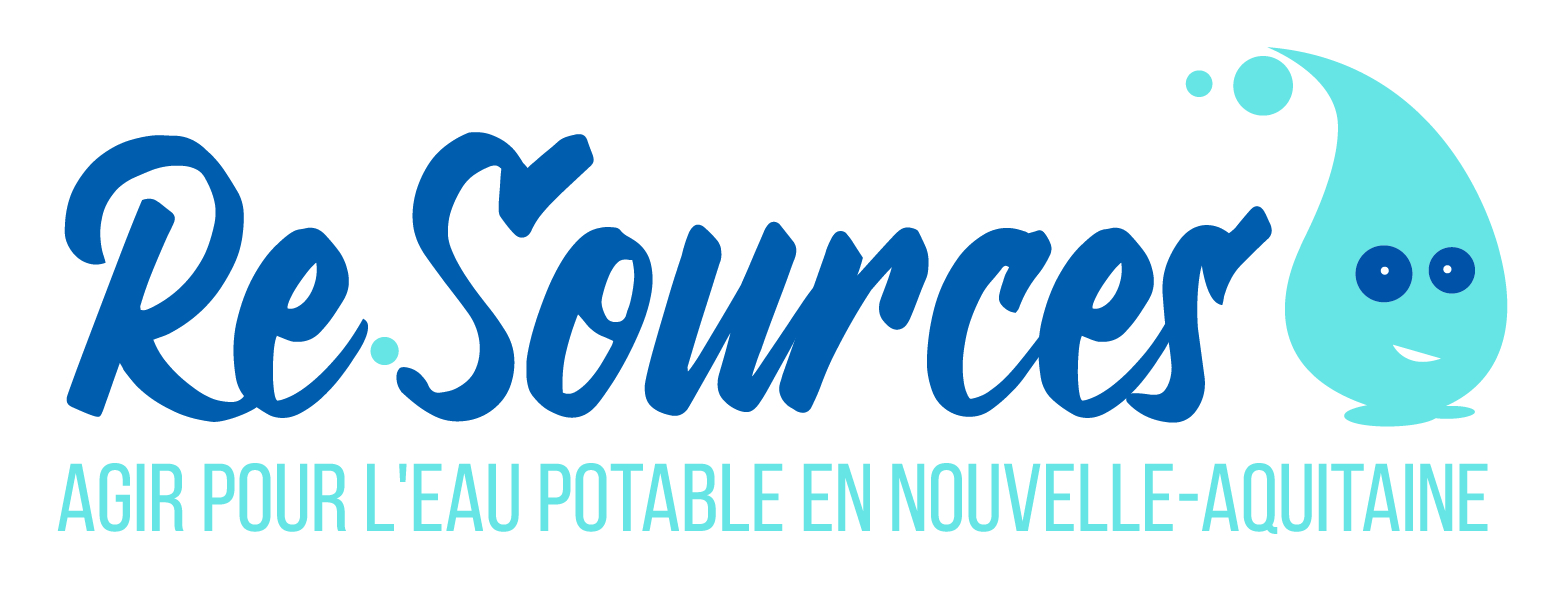 Re.Sources
AGIR POUR L'EAU POTABLE EN NOUVELLE-AQUITAINE